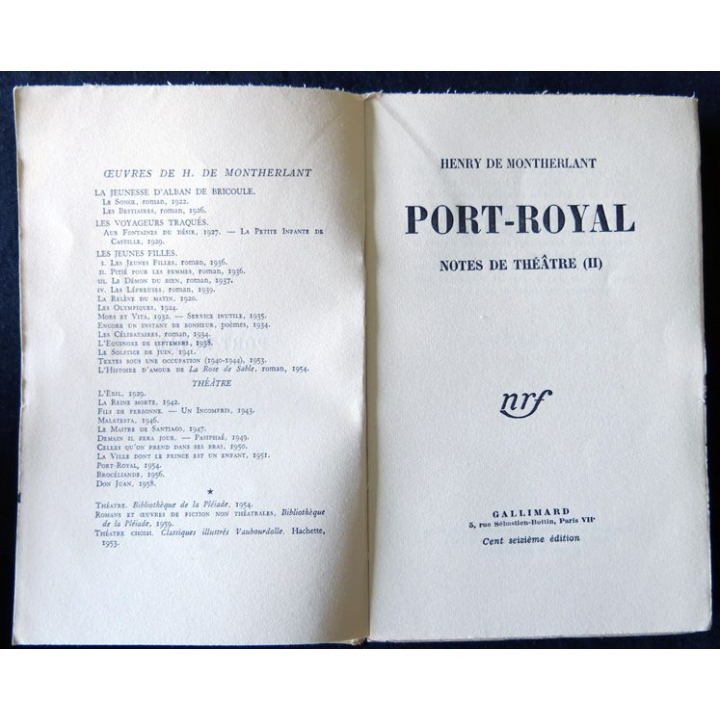 ŒUVRES DE H. DE MONTHERLANT
LA JEUNESSE D'ALBAN DE BRICOULE.
Le Songe, roman, 1922.
Les Bestiaires, roman, 1926.
LES VOYAGEURS TRAQUÉS.
Aux Fontaines du désir, 1927. — La Petite Infante de
Castille, 1929.
LES JEUNES FILLES.
I. Les Jeunes Filles, roman, 1936.
II. Pitié pour les femmes, roman, 1936.
III. Le Démon du bien, roman, 1937.
IV. Les Lépreuses, roman, 1939.
La Relève du matin, 1920.
Les Olympiques, 1924.
Mors et Vita, 1932. — Service inutile, 1935.
Encore un instant de bonheur, poèmes, 1934.
Les Célibataires, roman, 1934.
L'Équinoxe de septembre, 1938.
Le Solstice de juin, 1941.
Textes sous une occupation (1940-1944), 1953.
L'Histoire d'amour de La Rose de Sable, roman, 1954.
THÉÂTRE
L'Exil, 1929.
La Reine morte, 1942.
Fils de personne. — Un Incompris, 1943.
Malatesta, 1946.
Le Maître de Santiago, 1947.
Demain il fera jour. — Pasiphaé, 1949.
Celles qu'on prend dans ses bras, 1950.
La Ville dont le prince est un enfant, 1951.
Port-Royal, 1954.
Brocéliande, 1956.
Don Juan, 1958.
★
Théâtre. Bibliothèque de la Pléiade, 1954.
Romans et œuvres de fiction non théâtrales, Bibliothèque
de la Pléiade, 1959.
Théâtre choisi. Classiques illustrés Vaubourdolle. Hachette,
1953.
HENRY DE MONTHERLANT
PORT-ROYAL
NOTES DE THÉÂTRE (II)
nrf
GALLIMARD
5, rue Sébastien-Bottin, Paris VIIe
Cent seizième édition